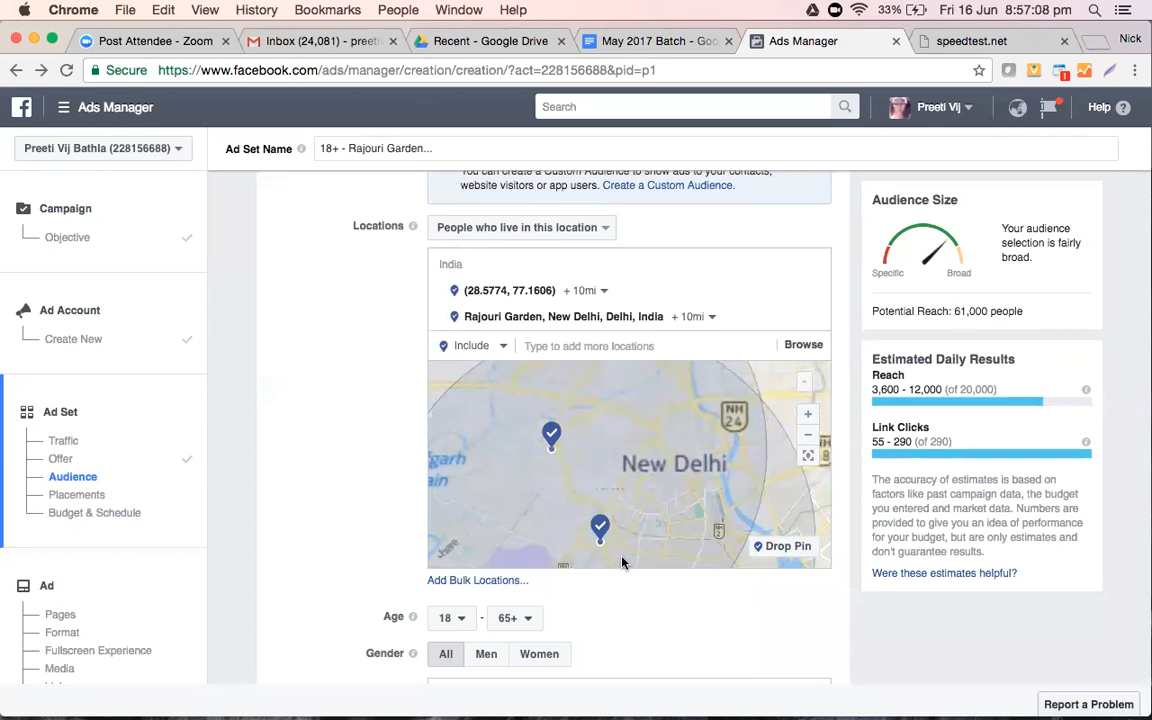 Chrome File Edit View History Bookmarks People Window Help 33% Fri 16 Jun 8:57:08 pm
Post Attendee - Zoom Inbox (24,081) - preeti Recent - Google Drive May 2017 Batch - Go Ads Manager speedtest.net Nick
Secure https://www.facebook.com/ads/manager/creation/creation/?act=228156688&pid=p1
Ads Manager Search Preeti Vij Help
Preeti Vij Bathla (228156688) Ad Set Name 18+ - Rajouri Garden...
You can create a Custom Audience to show ads to your contacts,
website visitors or app users. Create a Custom Audience.
Campaign
Objective
Ad Account
Create New
Ad Set
Traffic
Offer
Audience
Placements
Budget & Schedule
Ad
Pages
Format
Fullscreen Experience
Media
Locations People who live in this location
India
(28.5774, 77.1606) + 10mi
Rajouri Garden, New Delhi, Delhi, India + 10mi
Include Type to add more locations Browse
NH
24
New Delhi
NH
2
Drop Pin
Add Bulk Locations...
Age 18 - 65+
Gender All Men Women
Audience Size
Your audience
selection is fairly
broad.
Specific Broad
Potential Reach: 61,000 people
Estimated Daily Results
Reach
3,600 - 12,000 (of 20,000)
Link Clicks
55 - 290 (of 290)
The accuracy of estimates is based on
factors like past campaign data, the budget
you entered and market data. Numbers are
provided to give you an idea of performance
for your budget, but are only estimates and
don't guarantee results.
Were these estimates helpful?
Report a Problem